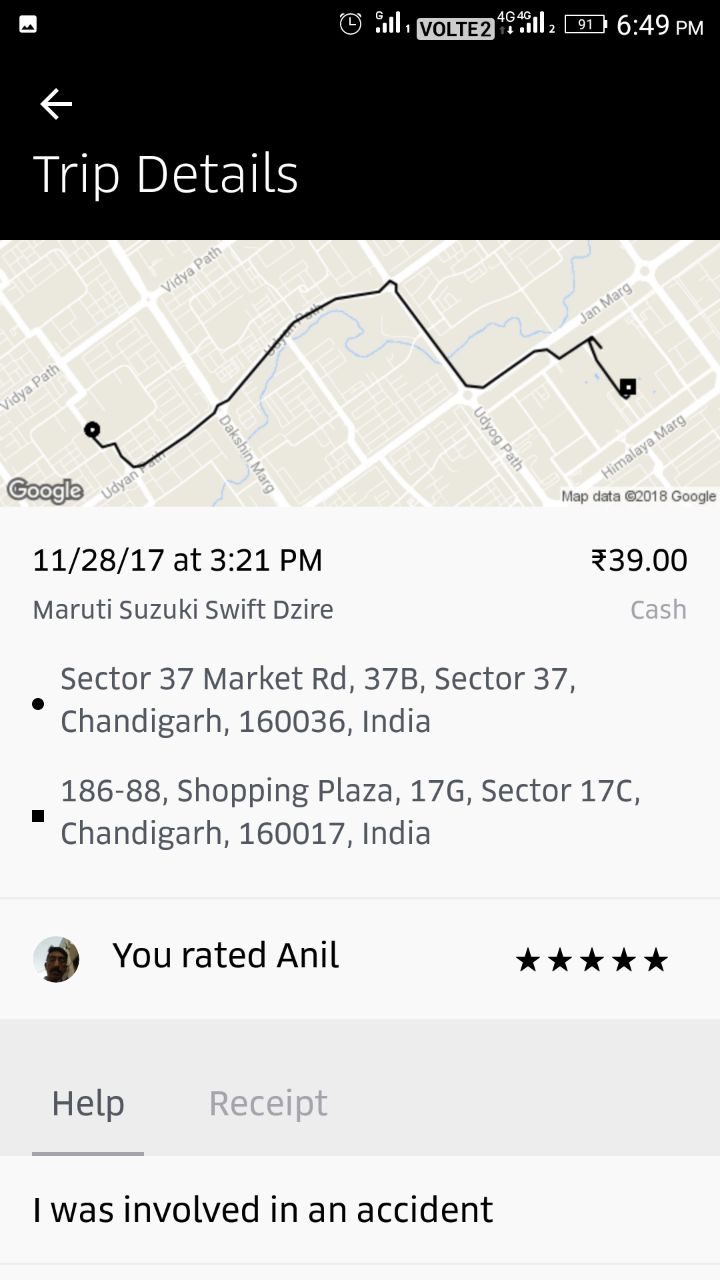 G 1 VOLTE2 4G 4G 2 91 6:49 PM
Trip Details
Vidya Path
Jan Marg
Udyan Path
Vidya Path
Dakshin Marg
Udyog Path
Himalaya Marg
Udyan Path
Google
Map data ©2018 Google
11/28/17 at 3:21 PM ₹39.00
Maruti Suzuki Swift Dzire Cash
Sector 37 Market Rd, 37B, Sector 37,
Chandigarh, 160036, India
186-88, Shopping Plaza, 17G, Sector 17C,
Chandigarh, 160017, India
You rated Anil
Help Receipt
I was involved in an accident